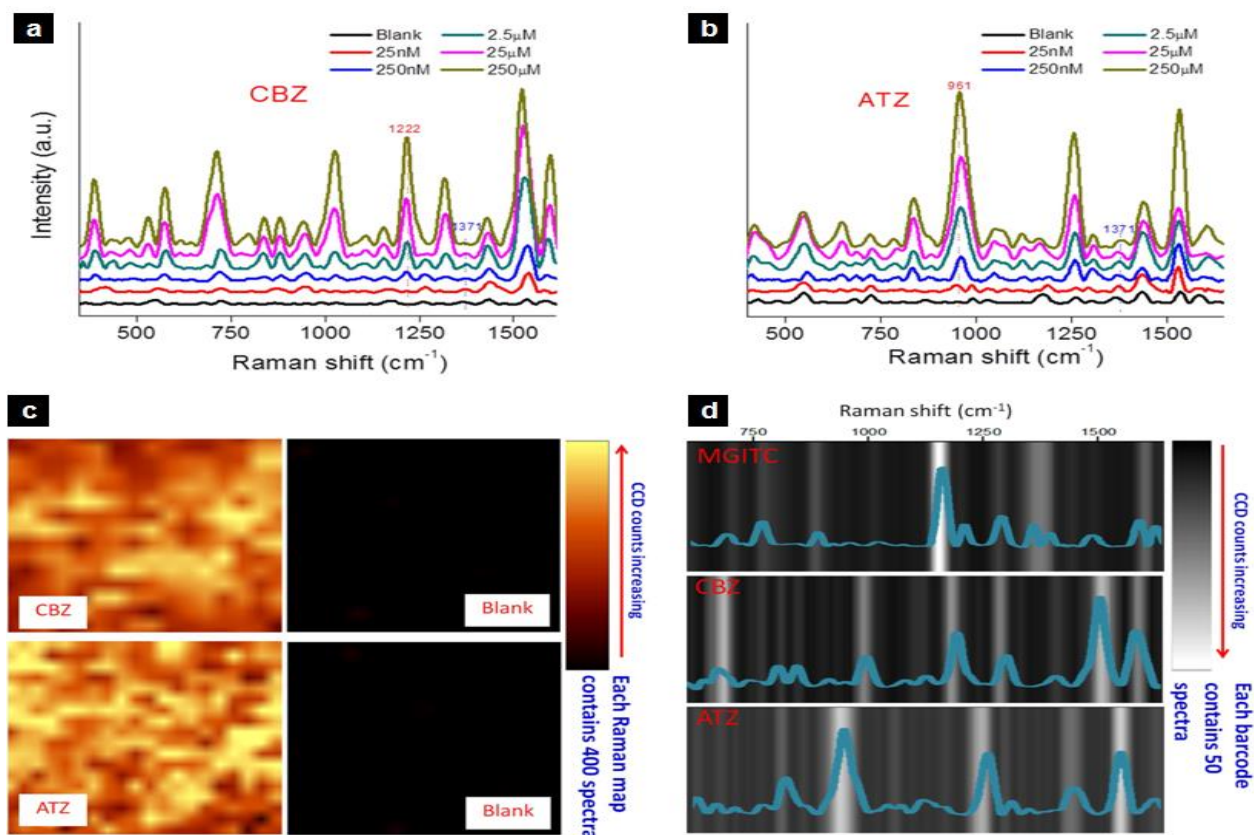 a
Blank 2.5µM
25nM 25µM
250nM 250µM
CBZ
1222
1371
Intensity (a.u.)
500 750 1000 1250 1500
Raman shift (cm-1)
b
Blank 2.5µM
25nM 25µM
250nM 250µM
ATZ
961
1371
500 750 1000 1250 1500
Raman shift (cm-1)
c
CBZ
Blank
ATZ
Blank
CCD counts increasing
Each Raman map
contains 400 spectra
d
Raman shift (cm-1)
750 1000 1250 1500
MGITC
CBZ
ATZ
CCD counts increasing
Each barcode
contains 50
spectra